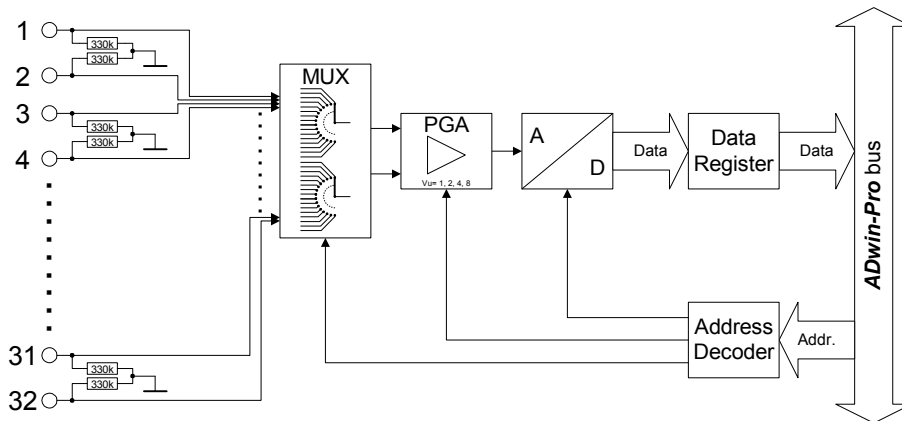 1
330k
330k
2
3
330k
330k
4
31
330k
330k
32
MUX
PGA
Vu= 1, 2, 4, 8
A
D
Data
Data
Register
Data
Address
Decoder
Addr.
ADwin-Pro bus